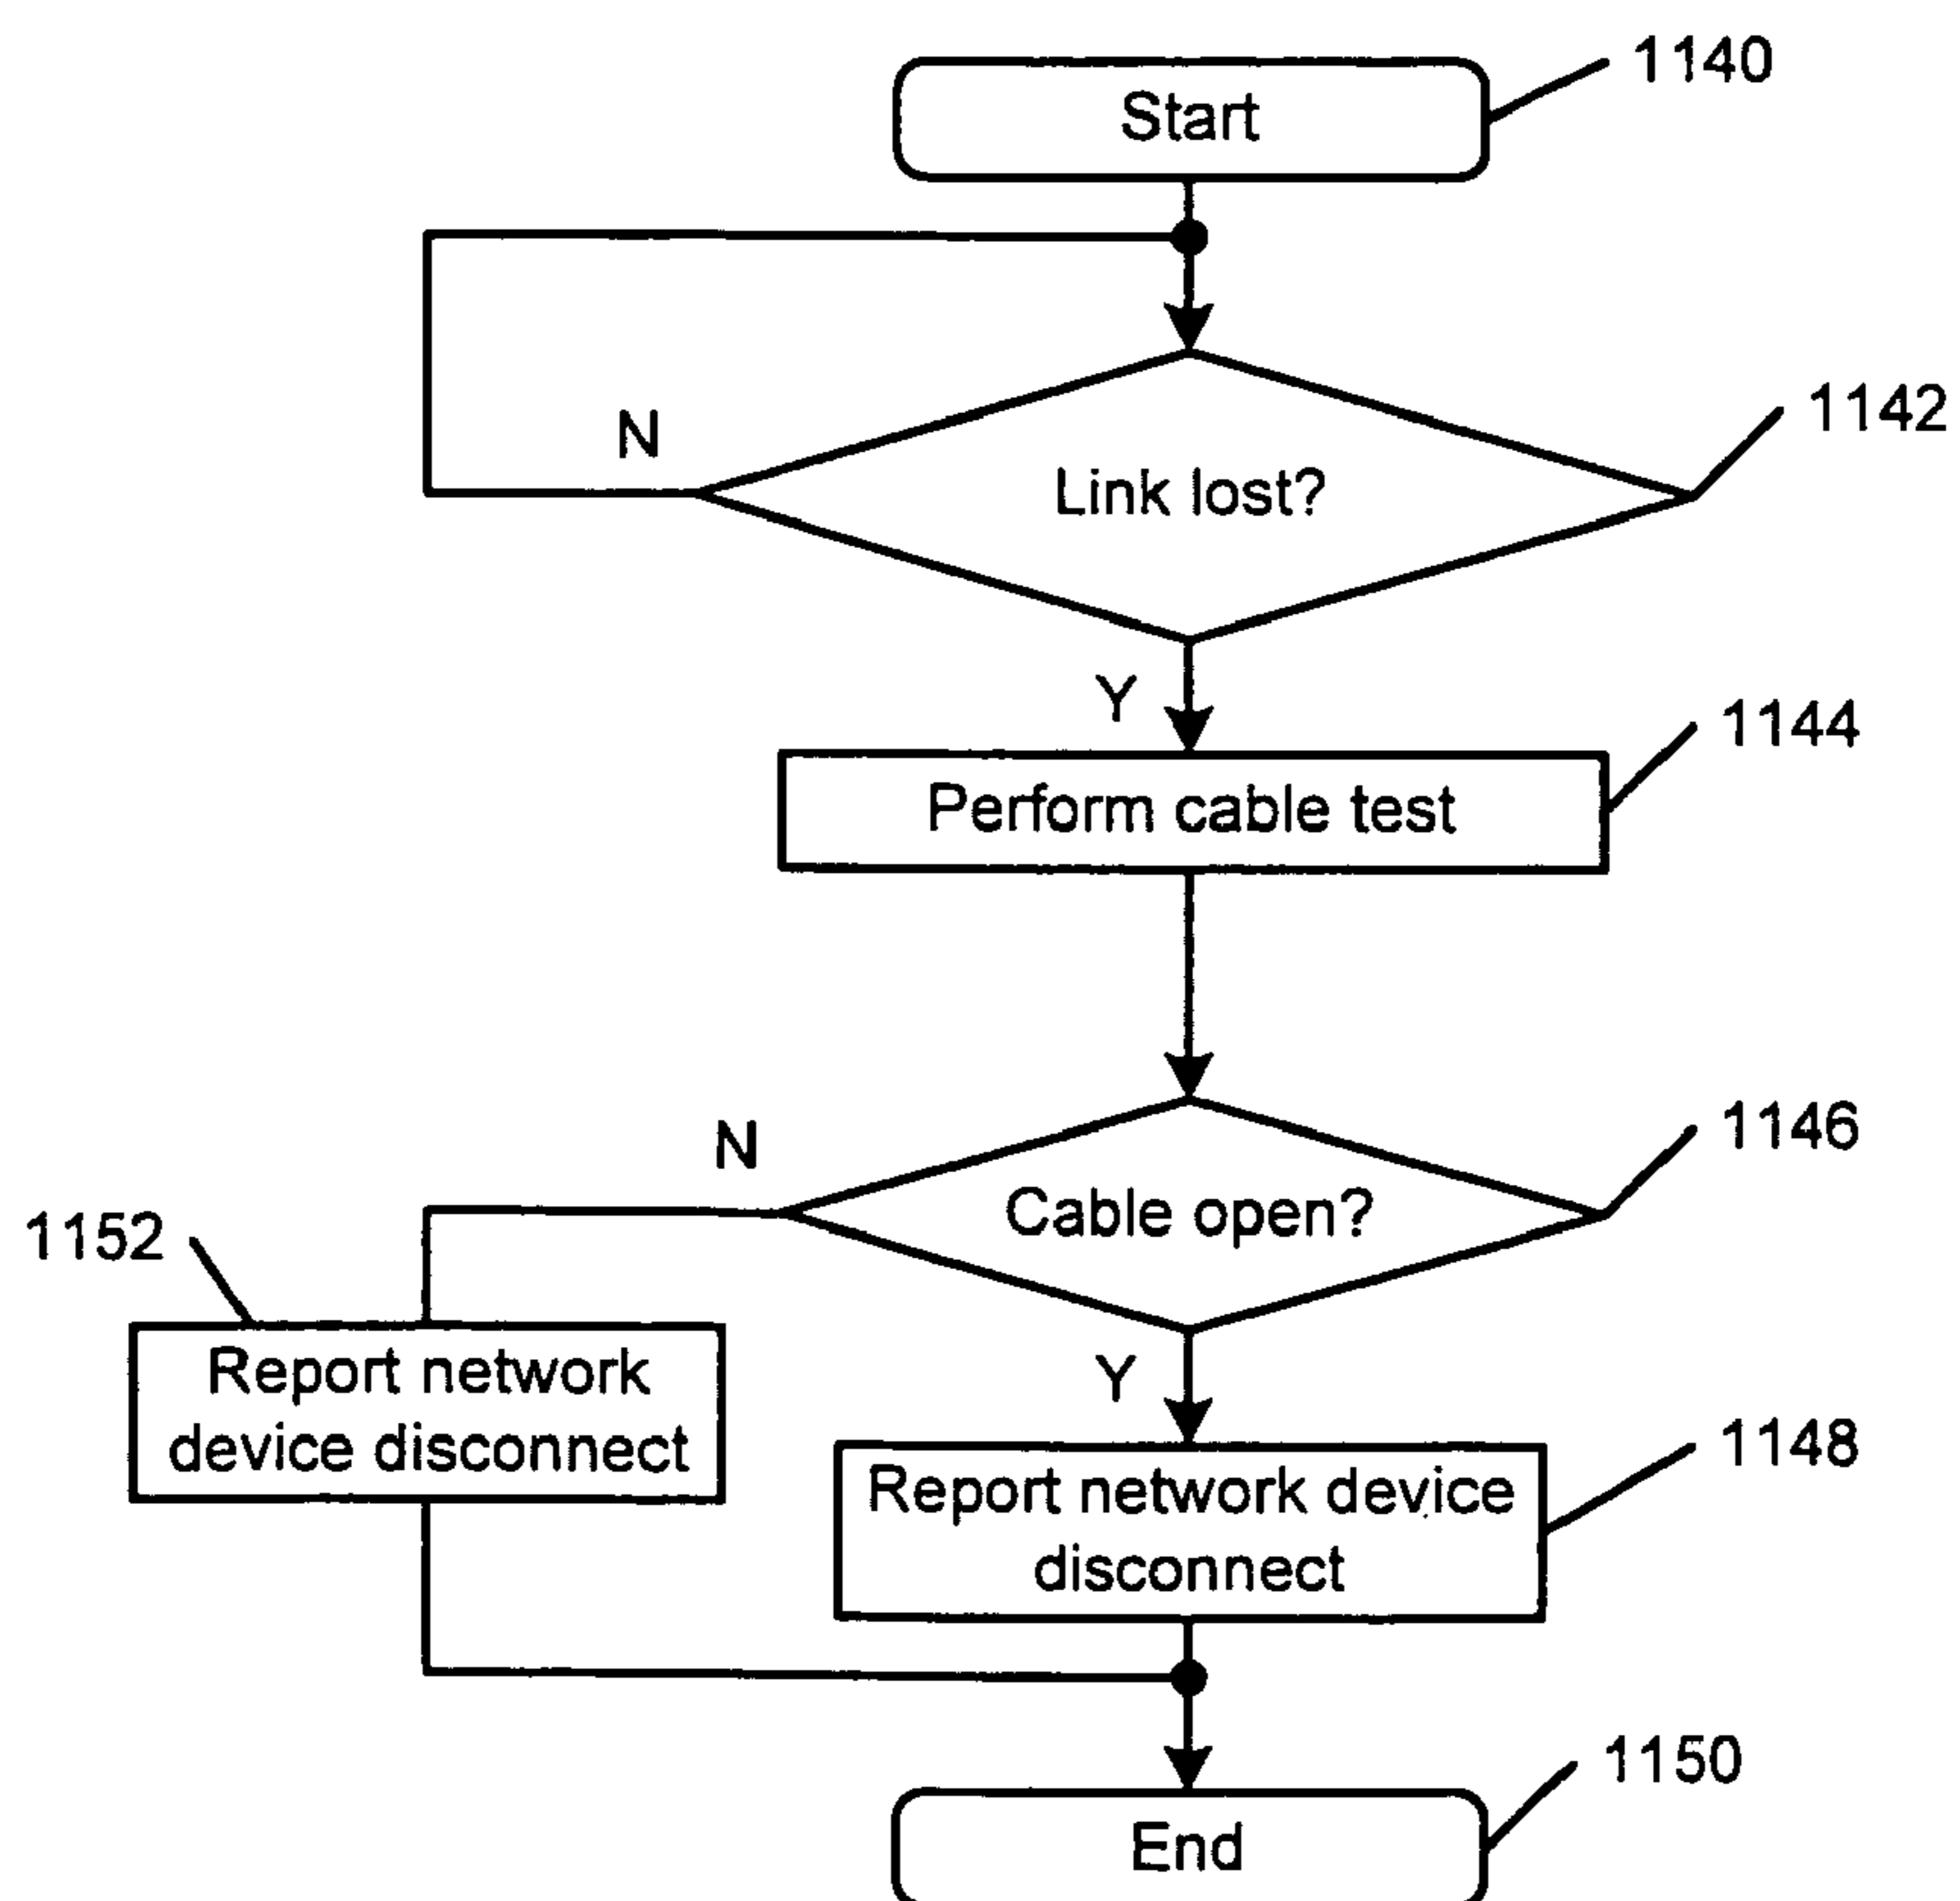 1140
Start
1142
N
Link lost?
Y
1144
Perform cable test
1146
N
Cable open?
1152
Report network
device disconnect
Y
1148
Report network device
disconnect
1150
End